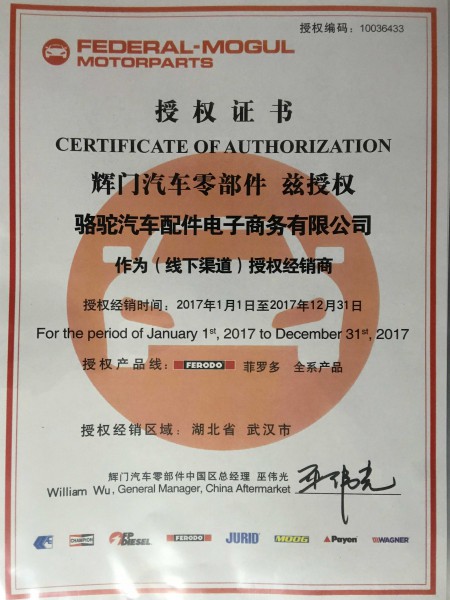 授权编码：10036433
FEDERAL-MOGUL
MOTORPARTS
授权证书
CERTIFICATE OF AUTHORIZATION
辉门汽车零部件 兹授权
骆驼汽车配件电子商务有限公司
作为（线下渠道）授权经销商
授权经销时间：2017年1月1日至2017年12月31日
For the period of January 1st, 2017 to December 31st, 2017
授权产品线： FERODO 菲罗多 全系产品
授权经销区域：湖北省 武汉市
辉门汽车零部件中国区总经理 巫伟光
William Wu, General Manager, China Aftermarket 巫伟光
CHAMPION FP DIESEL FERODO JURID MOOG Payen WAGNER